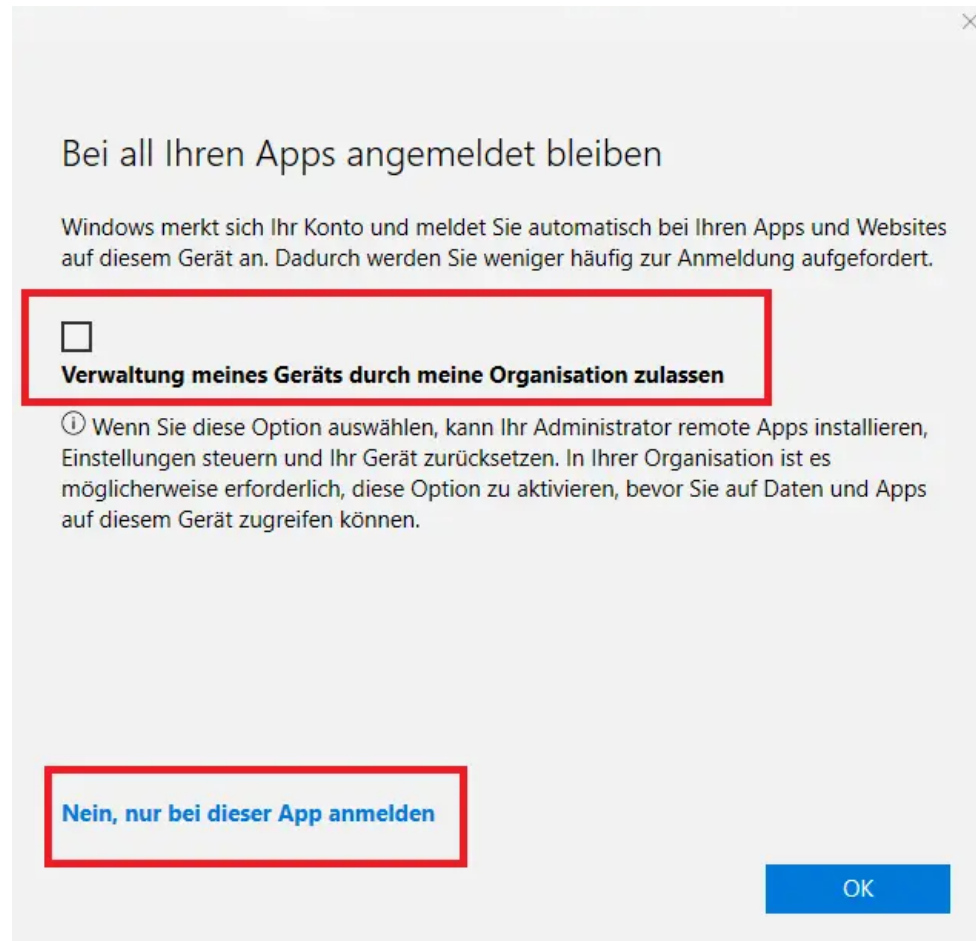 Bei all Ihren Apps angemeldet bleiben
Windows merkt sich Ihr Konto und meldet Sie automatisch bei Ihren Apps und Websites
auf diesem Gerät an. Dadurch werden Sie weniger häufig zur Anmeldung aufgefordert.
Verwaltung meines Geräts durch meine Organisation zulassen
Wenn Sie diese Option auswählen, kann Ihr Administrator remote Apps installieren,
Einstellungen steuern und Ihr Gerät zurücksetzen. In Ihrer Organisation ist es
möglicherweise erforderlich, diese Option zu aktivieren, bevor Sie auf Daten und Apps
auf diesem Gerät zugreifen können.
Nein, nur bei dieser App anmelden
OK